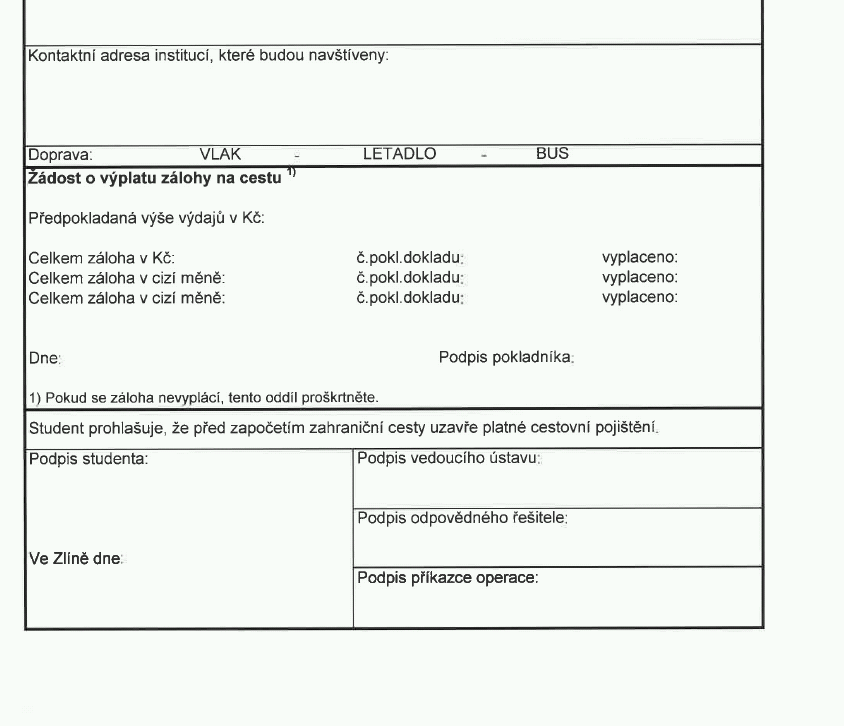 Kontaktní adresa institucí, které budou navštíveny:
Doprava: VLAK - LETADLO - BUS
Žádost o výplatu zálohy na cestu 1)
Předpokladaná výše výdajů v Kč:
Celkem záloha v Kč: č.pokl.dokladu: vyplaceno:
Celkem záloha v cizí měně: č.pokl.dokladu: vyplaceno:
Celkem záloha v cizí měně: č.pokl.dokladu: vyplaceno:
Dne: Podpis pokladníka:
1) Pokud se záloha nevyplácí, tento oddíl proškrtněte.
Student prohlašuje, že před započetím zahraniční cesty uzavře platné cestovní pojištění.
Podpis studenta: Podpis vedoucího ústavu:
Podpis odpovědného řešitele:
Ve Zlíně dne:
Podpis příkazce operace: